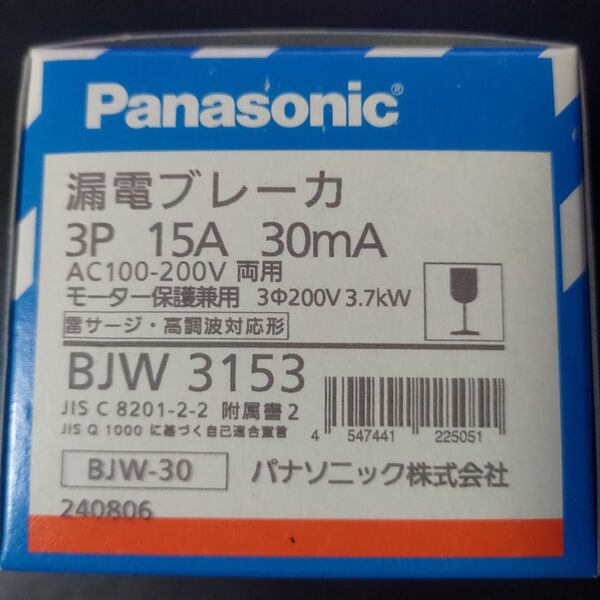 Panasonic®
漏電ブレーカ
3P 15A 30mA
AC100-200V 両用
モーター保護兼用 3Φ200V 3.7kW
雷サージ・高調波対応形
BJW 3153
JIS C 8201-2-2 附属書2
JIS Q 1000 に基づく自己適合宣言
4 547441 225051
BJW-30 パナソニック株式会社
240806